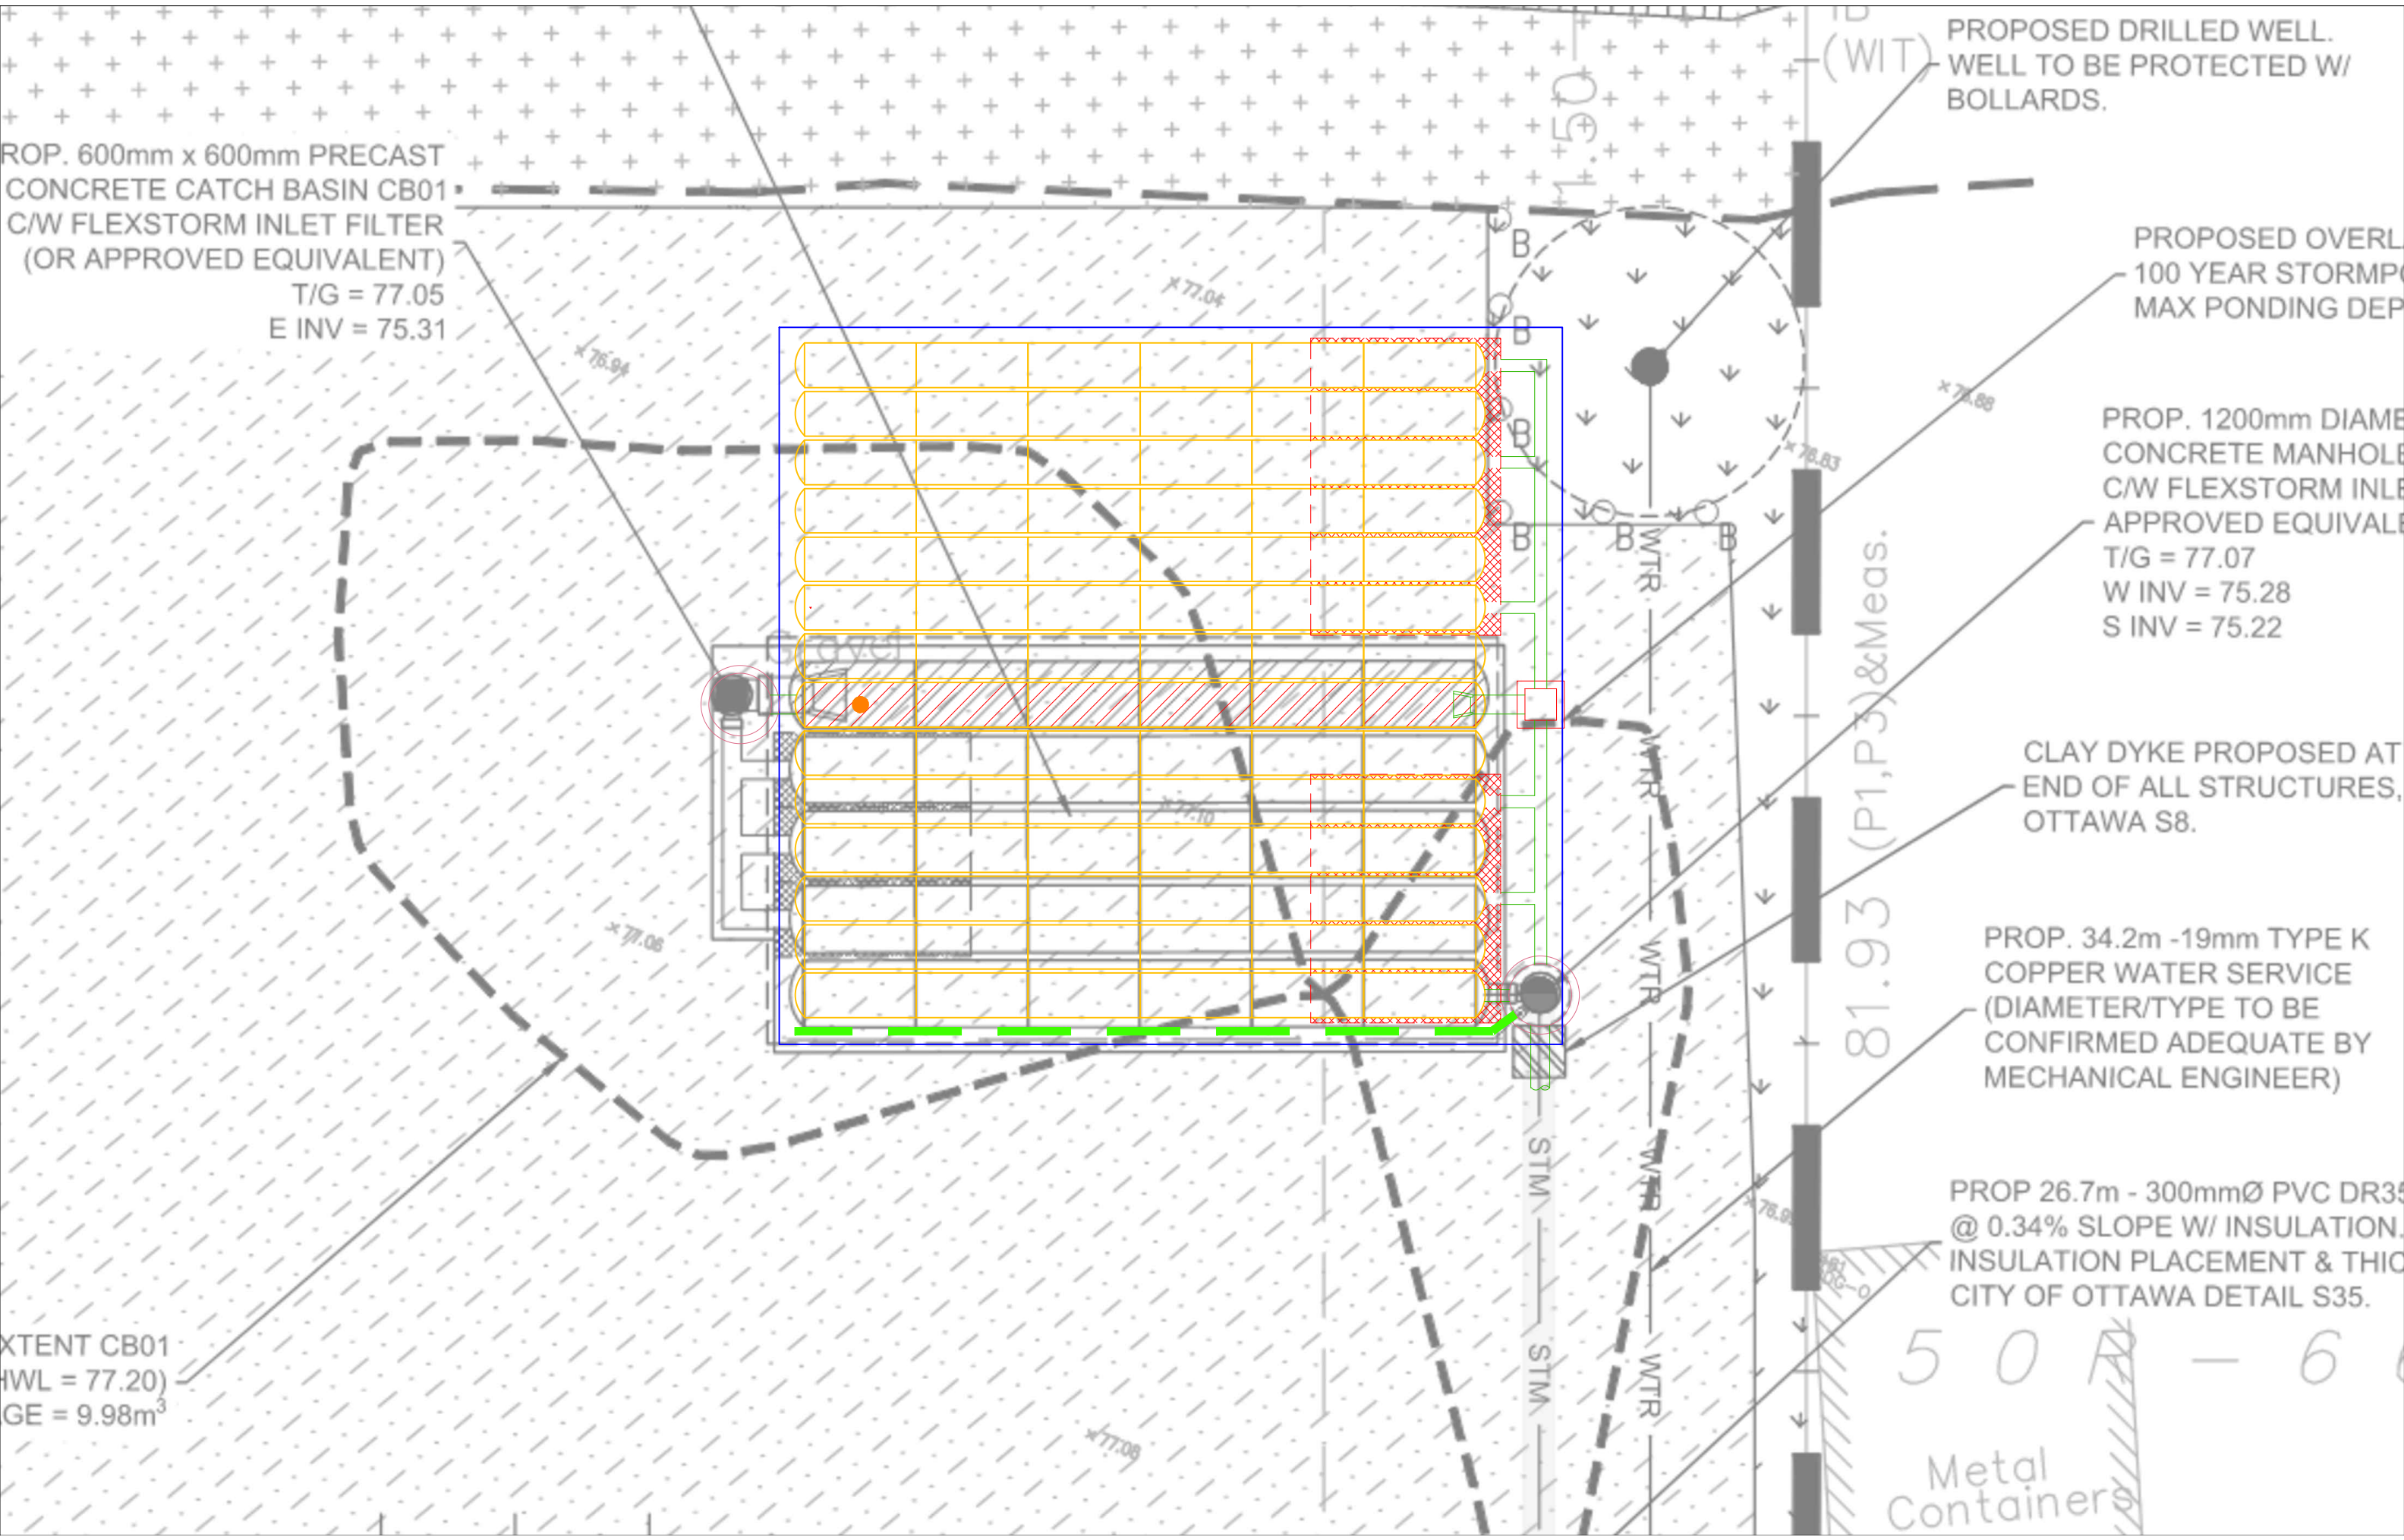 PROPOSED DRILLED WELL.
WELL TO BE PROTECTED W/
BOLLARDS.
(WIT)
1.50
ROP. 600mm x 600mm PRECAST
CONCRETE CATCH BASIN CB01
C/W FLEXSTORM INLET FILTER
(OR APPROVED EQUIVALENT)
T/G = 77.05
E INV = 75.31
PROPOSED OVERL
100 YEAR STORMPO
MAX PONDING DEP
×77.04
×76.94
B
B
B
B
B
B
×76.88
×76.83
PROP. 1200mm DIAME
CONCRETE MANHOLE
C/W FLEXSTORM INLE
APPROVED EQUIVALE
T/G = 77.07
W INV = 75.28
S INV = 75.22
Gravel
WTR
WTR
WTR
WTR
WTR
81.93 (P1,P3)&Meas.
CLAY DYKE PROPOSED AT
END OF ALL STRUCTURES,
OTTAWA S8.
×77.10
×77.06
PROP. 34.2m -19mm TYPE K
COPPER WATER SERVICE
(DIAMETER/TYPE TO BE
CONFIRMED ADEQUATE BY
MECHANICAL ENGINEER)
STM
STM
PROP 26.7m - 300mmØ PVC DR35
@ 0.34% SLOPE W/ INSULATION.
INSULATION PLACEMENT & THIC
CITY OF OTTAWA DETAIL S35.
XTENT CB01
HWL = 77.20)
GE = 9.98m³
×77.08
50R-66
Metal
Containers